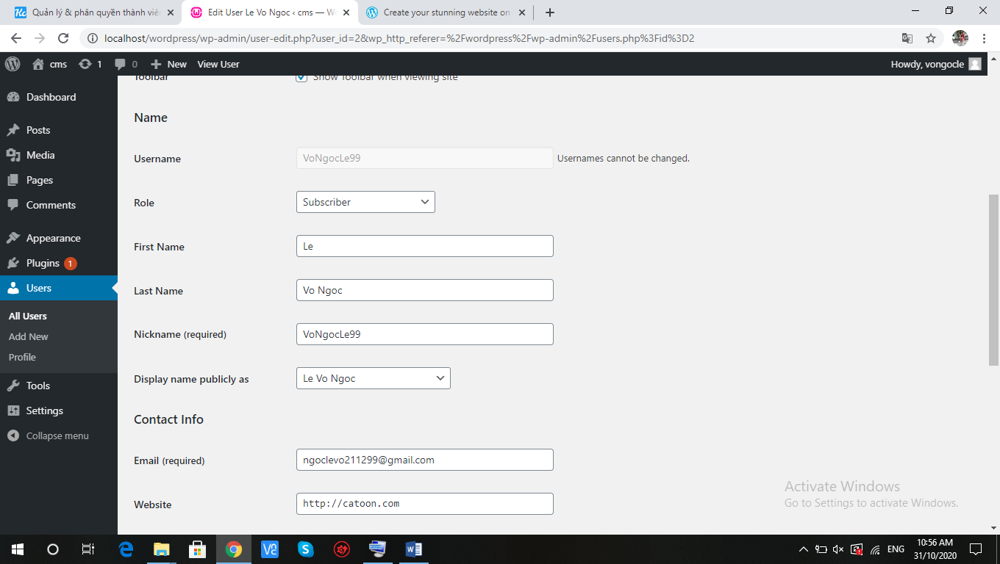 Quản lý & phân quyền thành viên
Edit User Le Vo Ngoc ‹ cms — Wo
Create your stunning website on
localhost/wordpress/wp-admin/user-edit.php?user_id=2&wp_http_referer=%2Fwordpress%2Fwp-admin%2Fusers.php%3Fid%3D2
cms 1 0 New View User Howdy, vongocle
Toolbar Show Toolbar when viewing site
Dashboard
Posts
Media
Pages
Comments
Appearance
Plugins 1
Users
All Users
Add New
Profile
Tools
Settings
Collapse menu
Name
Username VoNgocLe99 Usernames cannot be changed.
Role Subscriber
First Name Le
Last Name Vo Ngoc
Nickname (required) VoNgocLe99
Display name publicly as Le Vo Ngoc
Contact Info
Email (required) ngoclevo211299@gmail.com
Website http://catoon.com
Activate Windows
Go to Settings to activate Windows.
ENG
10:56 AM
31/10/2020